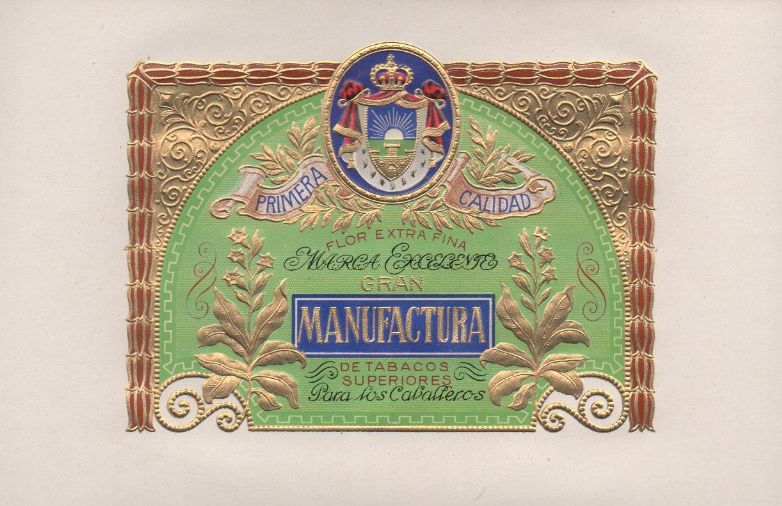 PRIMERA CALIDAD
FLOR EXTRA FINA
Marca Excelente
GRAN
MANUFACTURA
DE TABACOS
SUPERIORES
Para los Caballeros